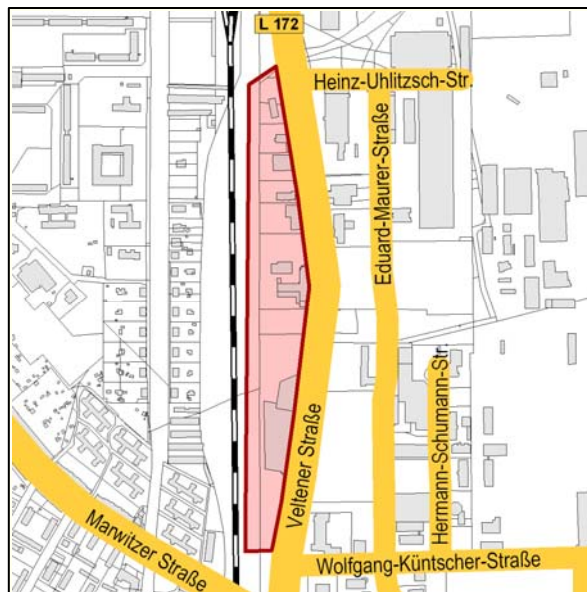 L 172
Heinz-Uhlitzsch-Str.
Eduard-Maurer-Straße
Hermann-Schumann-Str.
Veltener Straße
Marwitzer Straße
Wolfgang-Küntscher-Straße